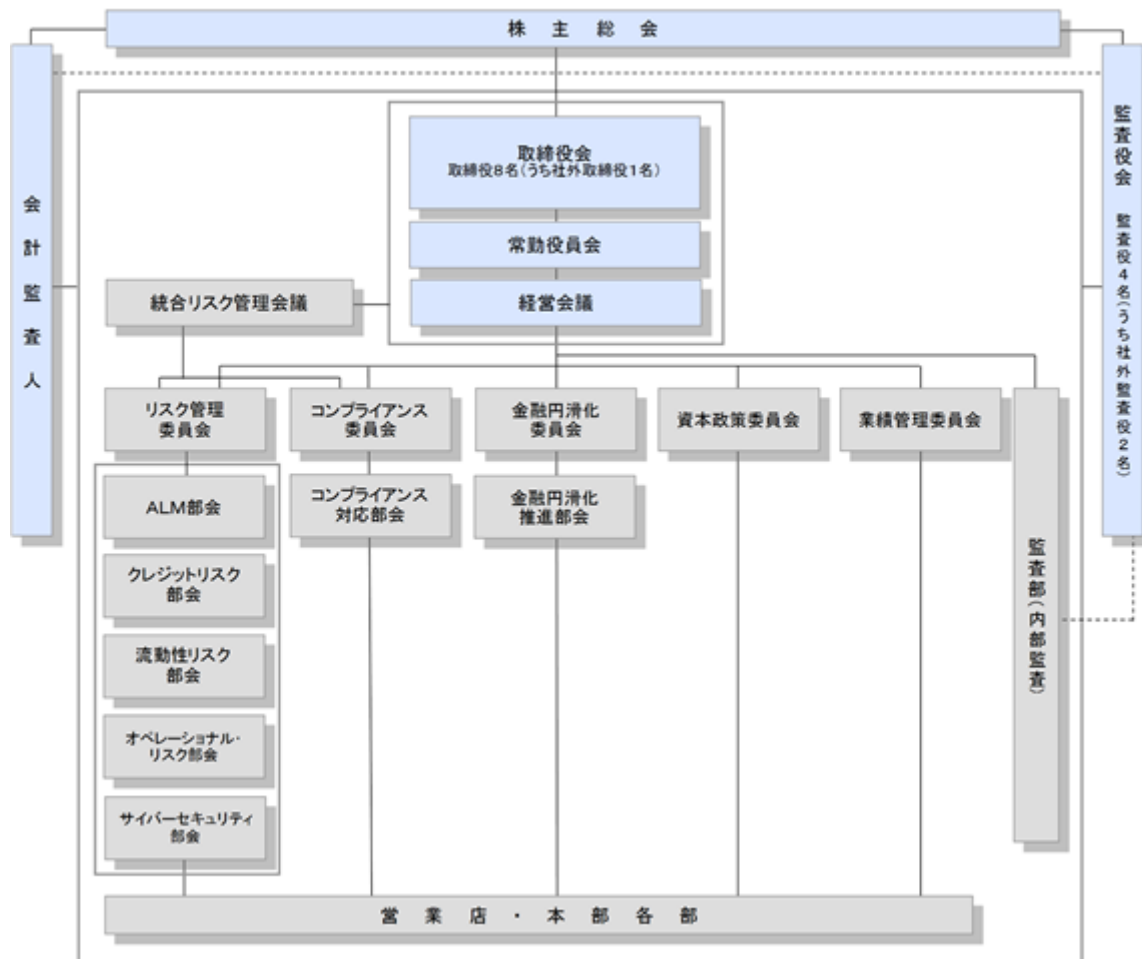 株主総会
会計監査人
監査役会 監査役4名(うち社外監査役2名)
取締役会
取締役8名(うち社外取締役1名)
常勤役員会
経営会議
統合リスク管理会議
リスク管理
委員会
コンプライアンス
委員会
金融円滑化
委員会
資本政策委員会
業績管理委員会
監査部(内部監査)
ALM部会
コンプライアンス
対応部会
金融円滑化
推進部会
クレジットリスク
部会
流動性リスク
部会
オペレーショナル・
リスク部会
サイバーセキュリティ
部会
営業店・本部各部